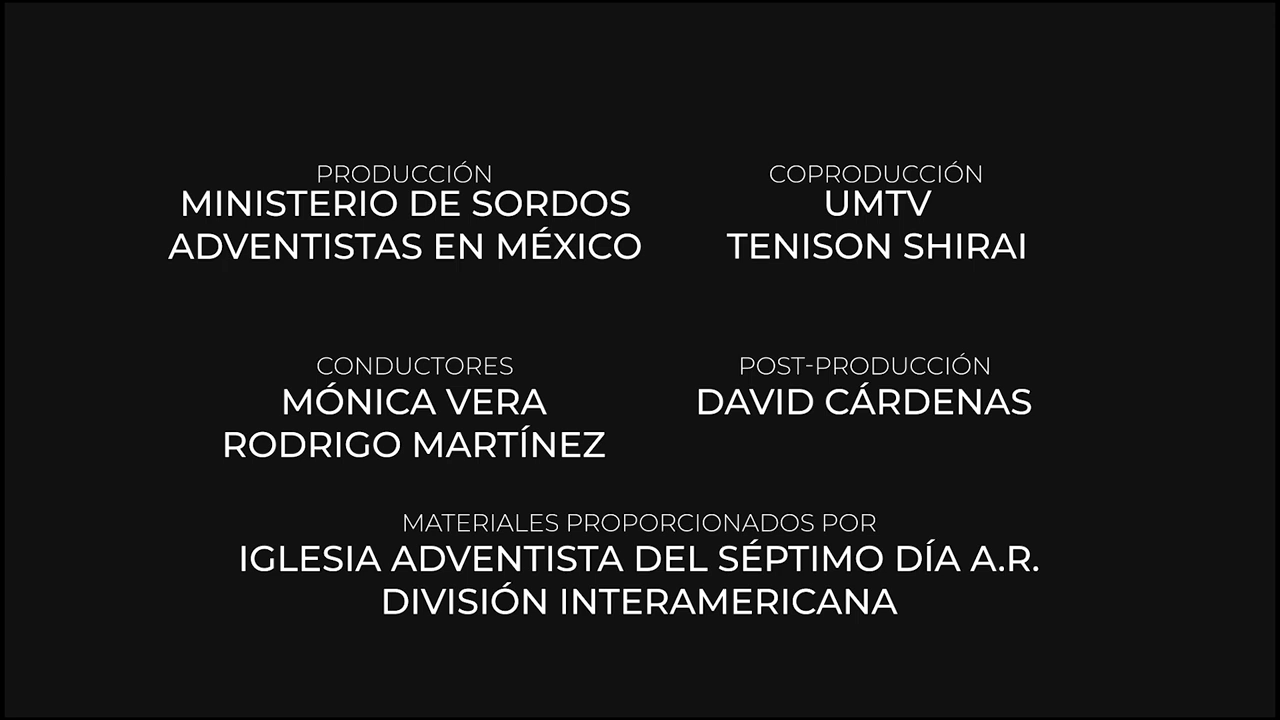 PRODUCCIÓN
MINISTERIO DE SORDOS
ADVENTISTAS EN MÉXICO
COPRODUCCIÓN
UMTV
TENISON SHIRAI
CONDUCTORES
MÓNICA VERA
RODRIGO MARTÍNEZ
POST-PRODUCCIÓN
DAVID CÁRDENAS
MATERIALES PROPORCIONADOS POR
IGLESIA ADVENTISTA DEL SÉPTIMO DÍA A.R.
DIVISIÓN INTERAMERICANA